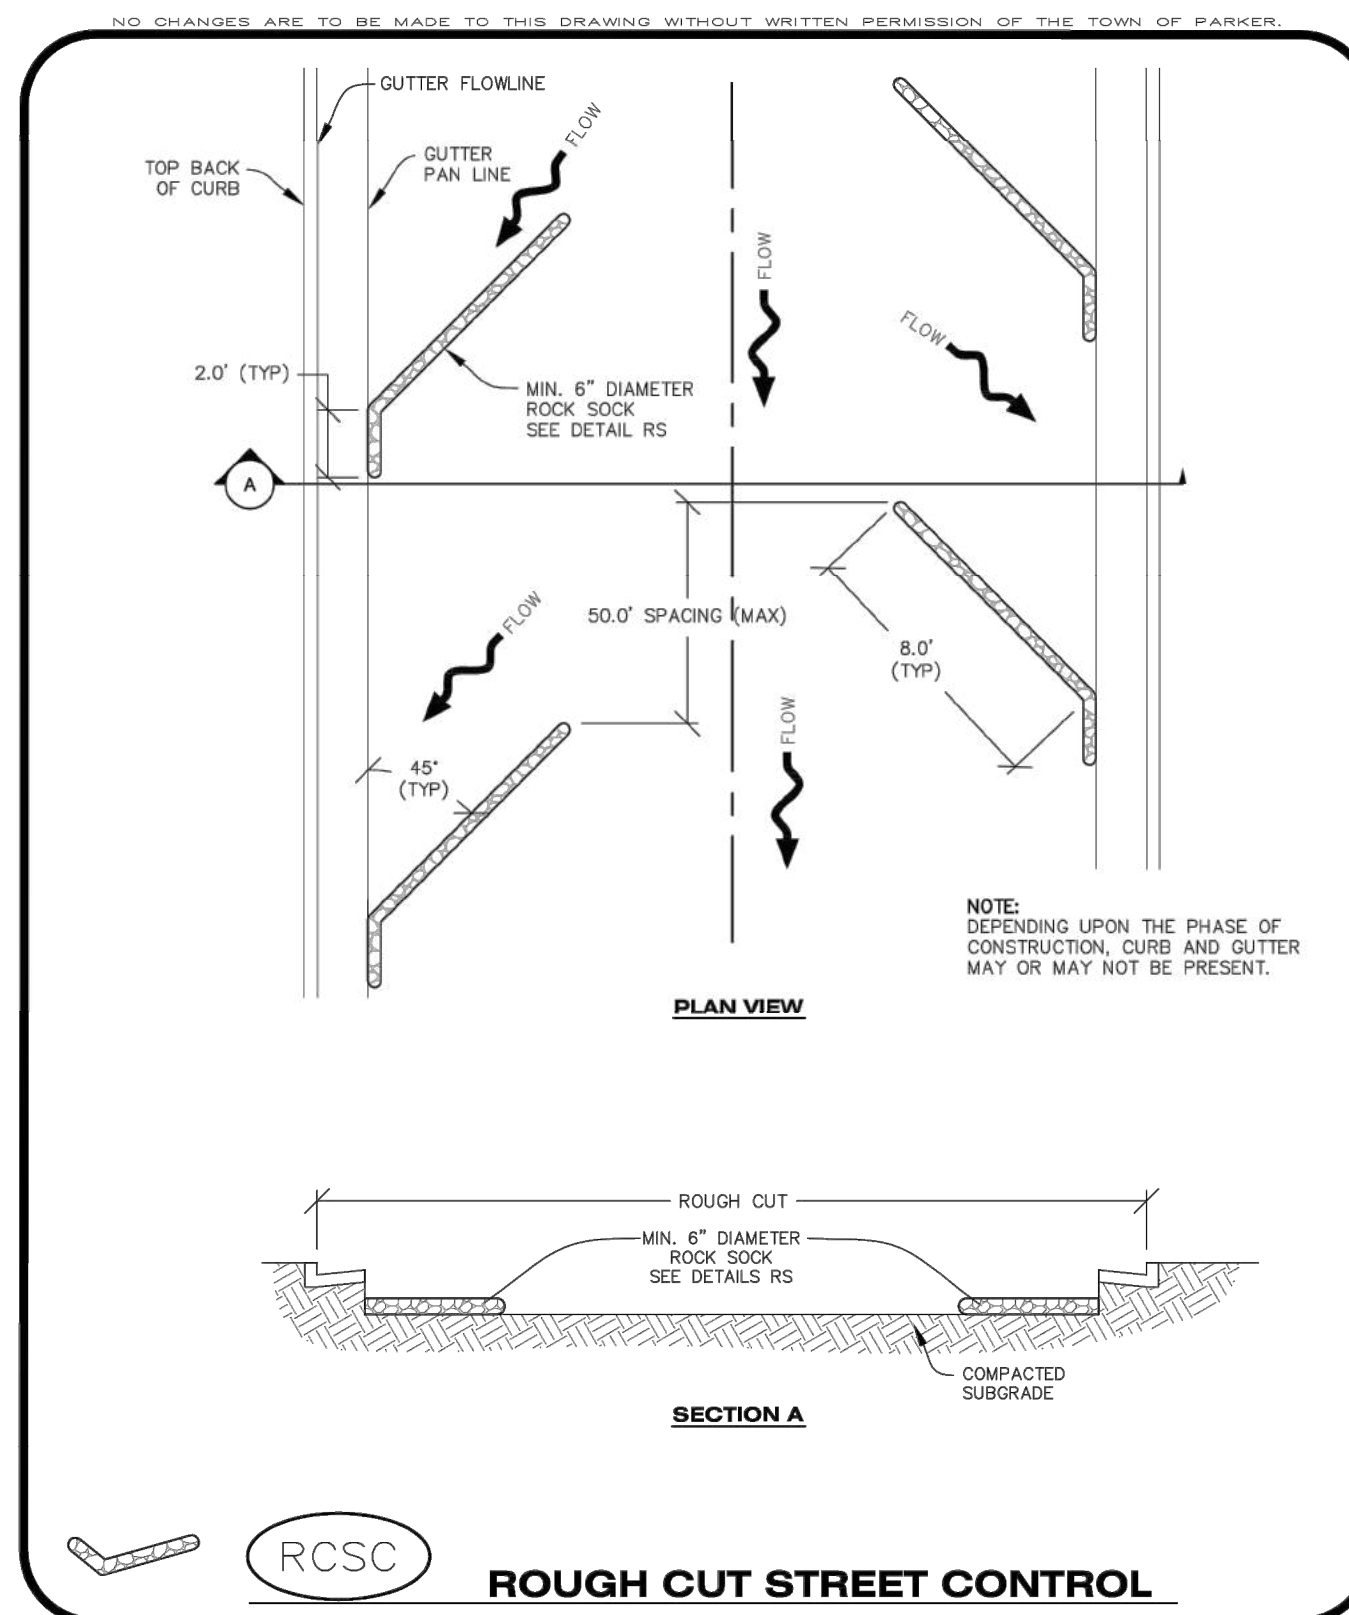 NO CHANGES ARE TO BE MADE TO THIS DRAWING WITHOUT WRITTEN PERMISSION OF THE TOWN OF PARKER.
GUTTER FLOWLINE
FLOW
GUTTER
PAN LINE
TOP BACK
OF CURB
FLOW
FLOW
2.0' (TYP)
MIN. 6" DIAMETER
ROCK SOCK
SEE DETAIL RS
A
50.0' SPACING (MAX)
FLOW
8.0'
(TYP)
FLOW
45°
(TYP)
NOTE:
DEPENDING UPON THE PHASE OF
CONSTRUCTION, CURB AND GUTTER
MAY OR MAY NOT BE PRESENT.
PLAN VIEW
ROUGH CUT
MIN. 6" DIAMETER
ROCK SOCK
SEE DETAILS RS
COMPACTED
SUBGRADE
SECTION A
RCSC
ROUGH CUT STREET CONTROL